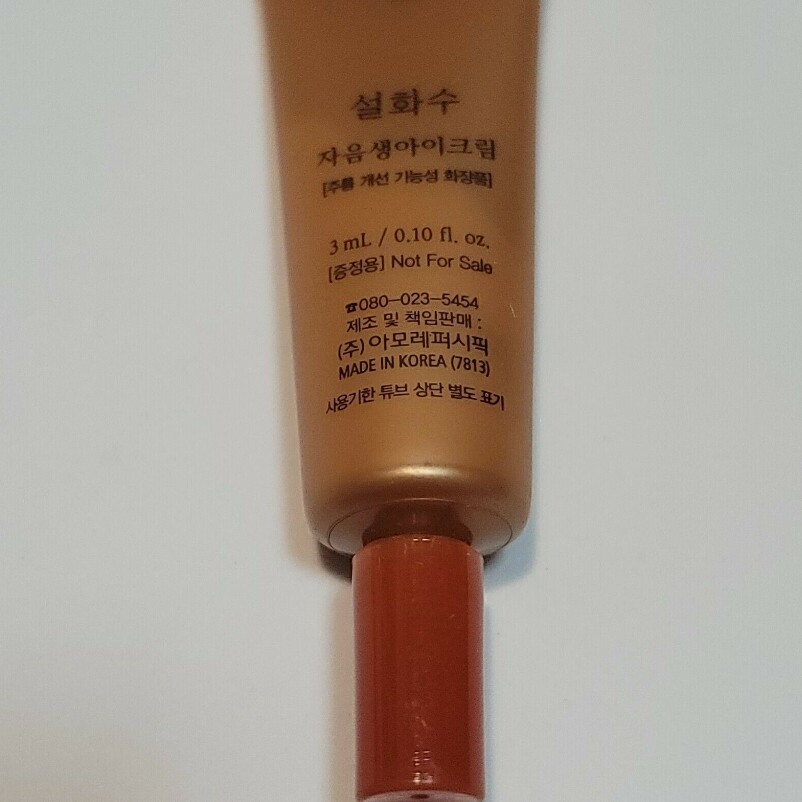 설화수
자음생아이크림
[주름 개선 기능성 화장품]
3 mL / 0.10 fl. oz.
[증정용] Not For Sale
☎080-023-5454
제조 및 책임판매 :
(주)아모레퍼시픽
MADE IN KOREA (7813)
사용기한 튜브 상단 별도 표기